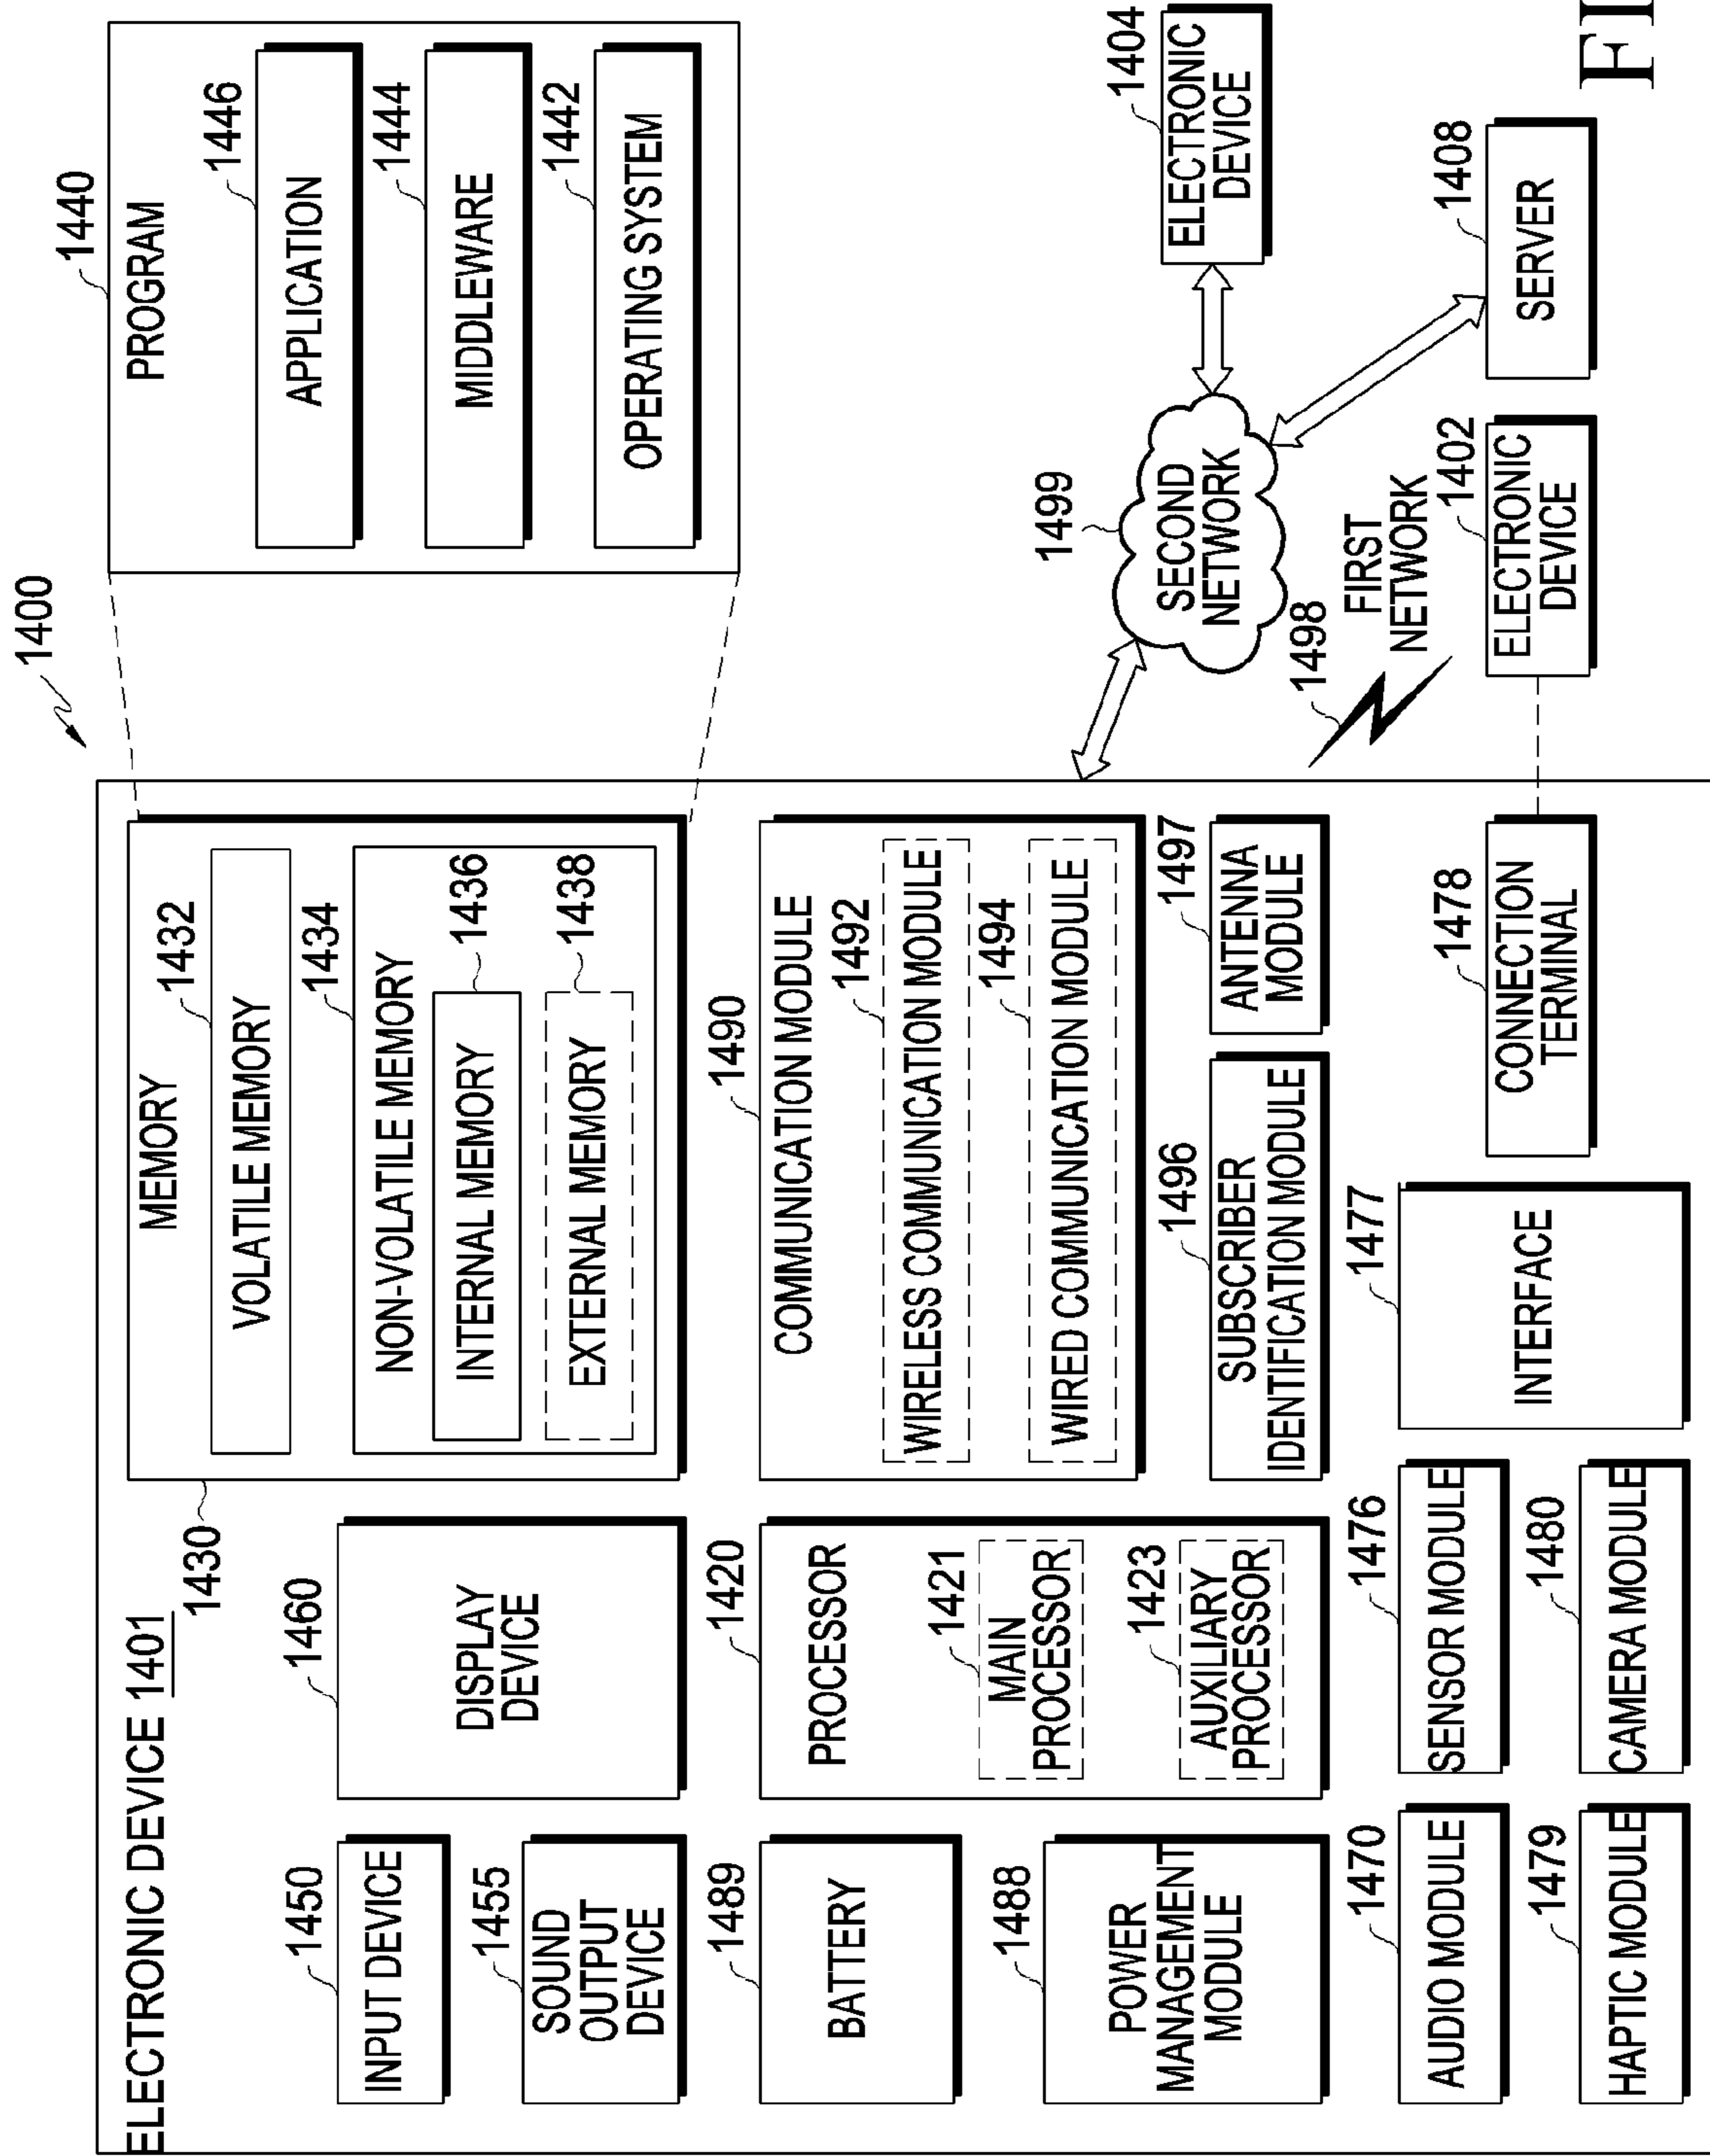 1400
ELECTRONIC DEVICE 1401
1430
MEMORY
1432
VOLATILE MEMORY
1434
NON-VOLATILE MEMORY
1436
INTERNAL MEMORY
1438
EXTERNAL MEMORY
1440
PROGRAM
1446
APPLICATION
1444
MIDDLEWARE
1442
OPERATING SYSTEM
1450
INPUT DEVICE
1455
SOUND
OUTPUT
DEVICE
1460
DISPLAY
DEVICE
1489
BATTERY
1488
POWER
MANAGEMENT
MODULE
1420
PROCESSOR
1421
MAIN
PROCESSOR
1423
AUXILIARY
PROCESSOR
1490
COMMUNICATION MODULE
1492
WIRELESS COMMUNICATION MODULE
1494
WIRED COMMUNICATION MODULE
1496
SUBSCRIBER
IDENTIFICATION MODULE
1497
ANTENNA
MODULE
1499
SECOND
NETWORK
1404
ELECTRONIC
DEVICE
1498
FIRST
NETWORK
1470
AUDIO MODULE
1476
SENSOR MODULE
1477
INTERFACE
1478
CONNECTION
TERMINAL
1402
ELECTRONIC
DEVICE
1408
SERVER
1479
HAPTIC MODULE
1480
CAMERA MODULE